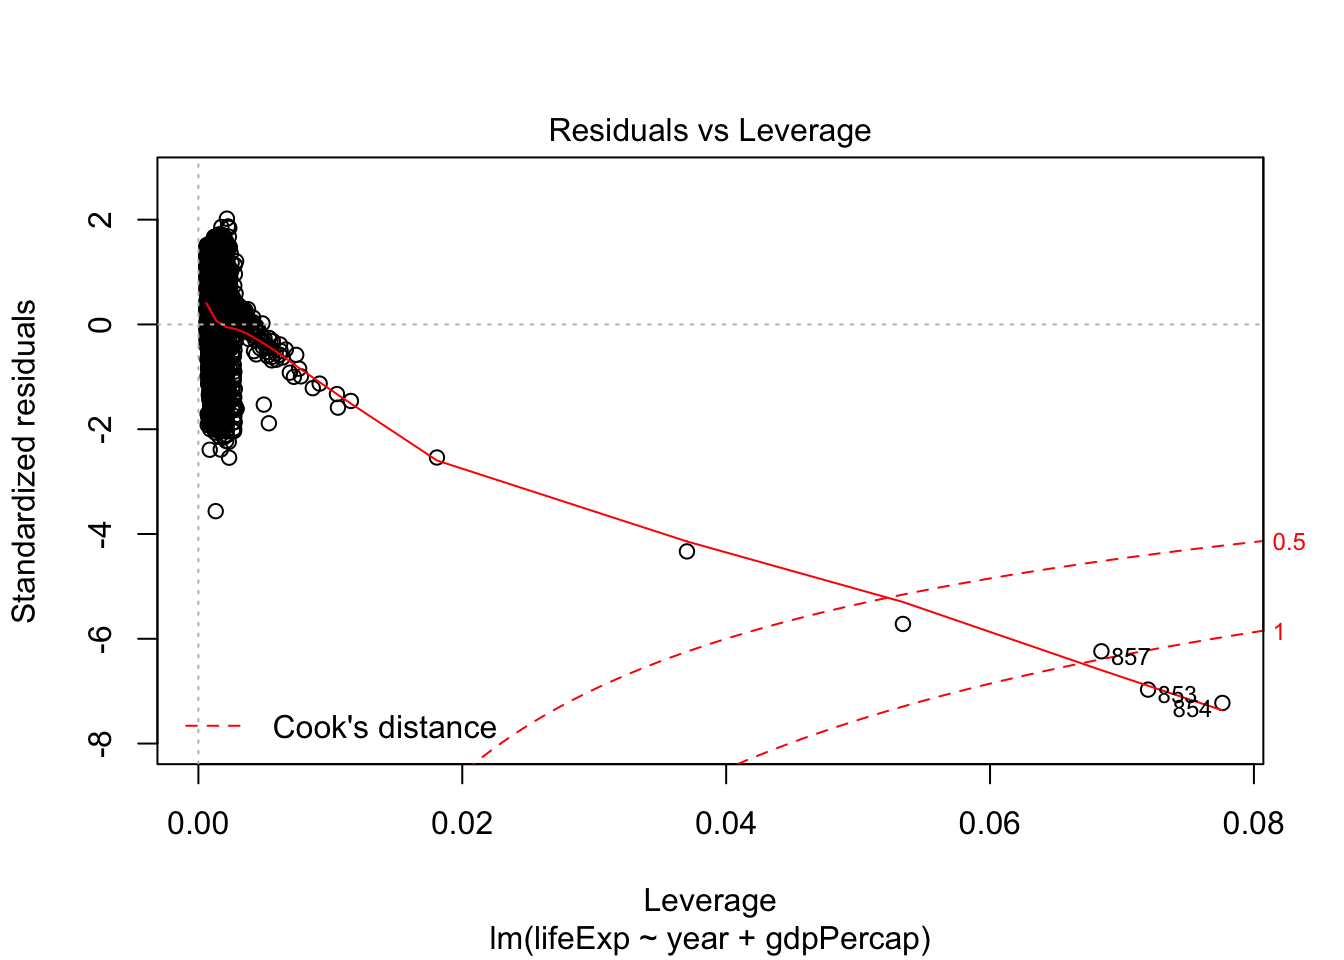 Residuals vs Leverage
Standardized residuals
2
0
-2
-4
-6
-8
0.5
1
857
853
854
Cook's distance
0.00 0.02 0.04 0.06 0.08
Leverage
lm(lifeExp ~ year + gdpPercap)